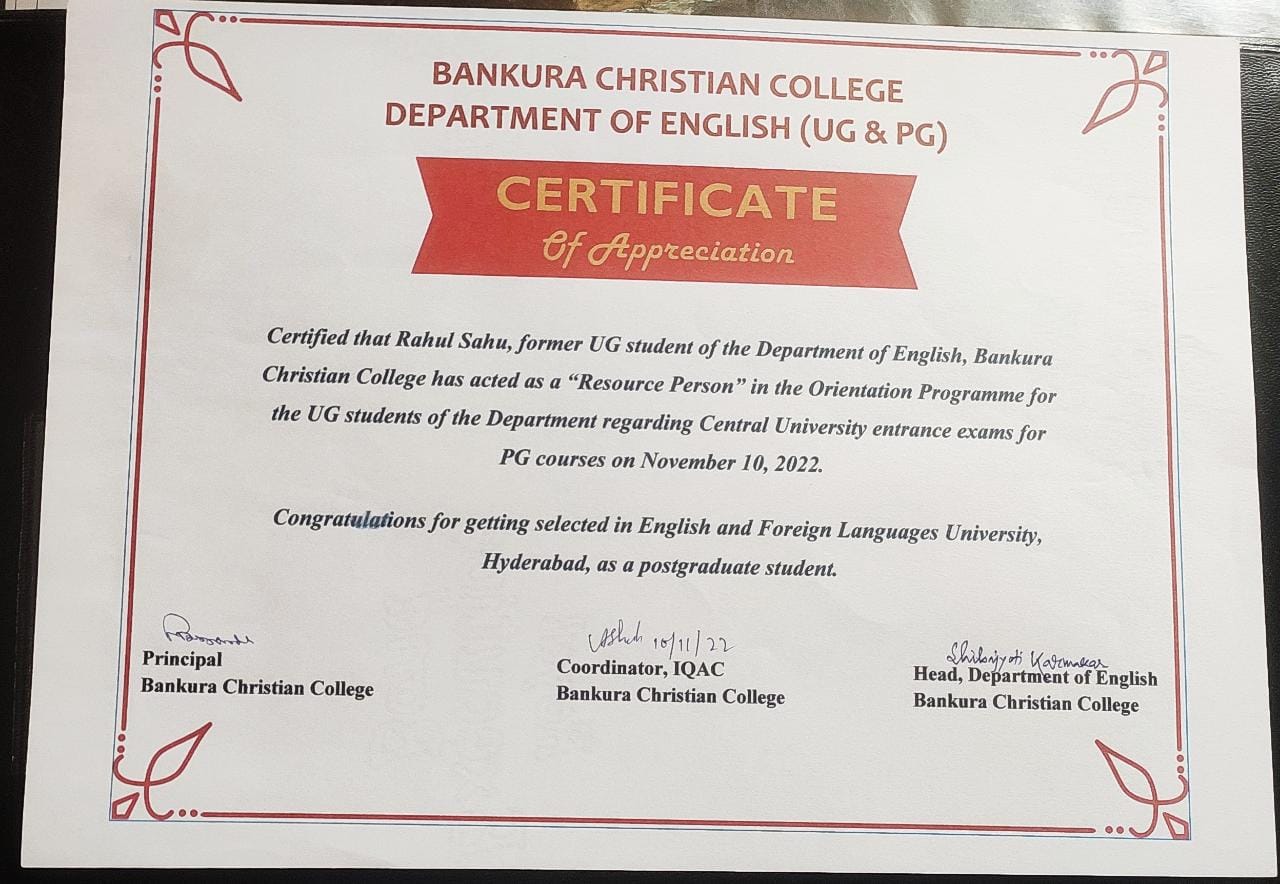 BANKURA CHRISTIAN COLLEGE
DEPARTMENT OF ENGLISH (UG & PG)
CERTIFICATE
Of Appreciation
Certified that Rahul Sahu, former UG student of the Department of English, Bankura
Christian College has acted as a “Resource Person” in the Orientation Programme for
the UG students of the Department regarding Central University entrance exams for
PG courses on November 10, 2022.
Congratulations for getting selected in English and Foreign Languages University,
Hyderabad, as a postgraduate student.
10/11/22
Shibajyoti Karmakar
Principal
Bankura Christian College
Coordinator, IQAC
Bankura Christian College
Head, Department of English
Bankura Christian College